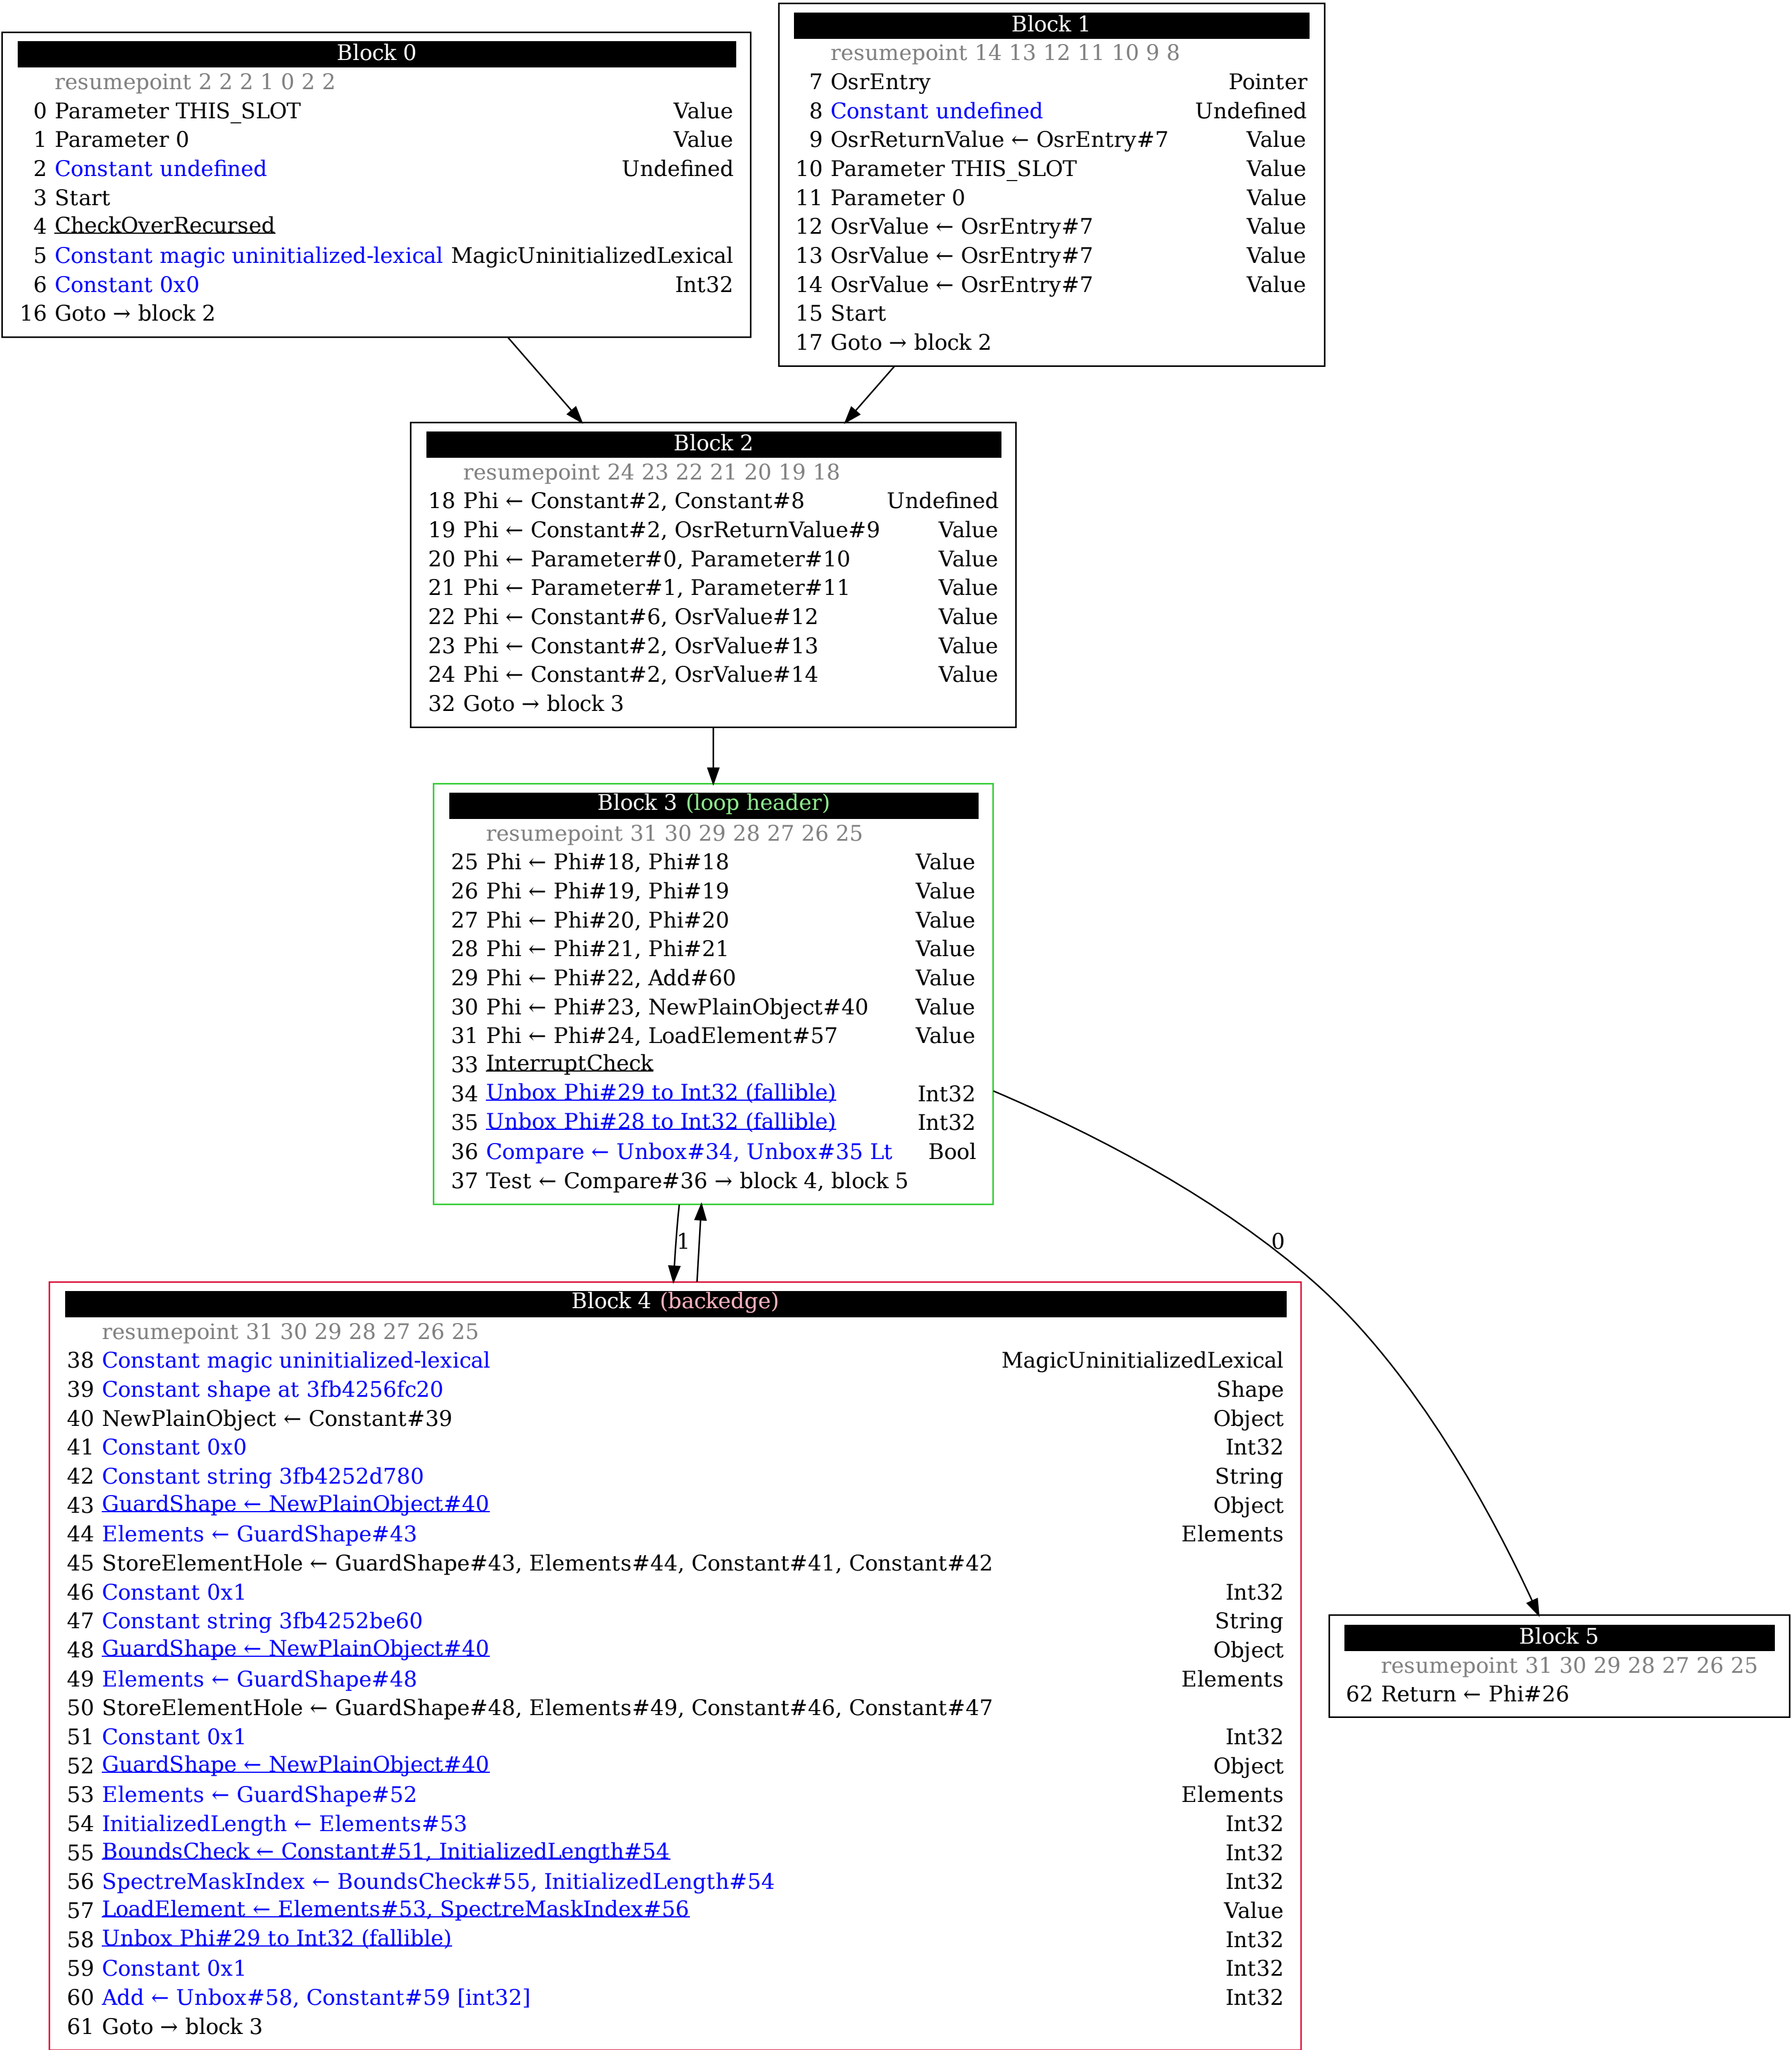 Block 0
resumepoint 2 2 2 1 0 2 2
0 Parameter THIS_SLOT Value
1 Parameter 0 Value
2 Constant undefined Undefined
3 Start
4 CheckOverRecursed
5 Constant magic uninitialized-lexical MagicUninitializedLexical
6 Constant 0x0 Int32
16 Goto → block 2
Block 1
resumepoint 14 13 12 11 10 9 8
7 OsrEntry Pointer
8 Constant undefined Undefined
9 OsrReturnValue ← OsrEntry#7 Value
10 Parameter THIS_SLOT Value
11 Parameter 0 Value
12 OsrValue ← OsrEntry#7 Value
13 OsrValue ← OsrEntry#7 Value
14 OsrValue ← OsrEntry#7 Value
15 Start
17 Goto → block 2
Block 2
resumepoint 24 23 22 21 20 19 18
18 Phi ← Constant#2, Constant#8 Undefined
19 Phi ← Constant#2, OsrReturnValue#9 Value
20 Phi ← Parameter#0, Parameter#10 Value
21 Phi ← Parameter#1, Parameter#11 Value
22 Phi ← Constant#6, OsrValue#12 Value
23 Phi ← Constant#2, OsrValue#13 Value
24 Phi ← Constant#2, OsrValue#14 Value
32 Goto → block 3
Block 3 (loop header)
resumepoint 31 30 29 28 27 26 25
25 Phi ← Phi#18, Phi#18 Value
26 Phi ← Phi#19, Phi#19 Value
27 Phi ← Phi#20, Phi#20 Value
28 Phi ← Phi#21, Phi#21 Value
29 Phi ← Phi#22, Add#60 Value
30 Phi ← Phi#23, NewPlainObject#40 Value
31 Phi ← Phi#24, LoadElement#57 Value
33 InterruptCheck
34 Unbox Phi#29 to Int32 (fallible) Int32
35 Unbox Phi#28 to Int32 (fallible) Int32
36 Compare ← Unbox#34, Unbox#35 Lt Bool
37 Test ← Compare#36 → block 4, block 5
1
0
Block 4 (backedge)
resumepoint 31 30 29 28 27 26 25
38 Constant magic uninitialized-lexical MagicUninitializedLexical
39 Constant shape at 3fb4256fc20 Shape
40 NewPlainObject ← Constant#39 Object
41 Constant 0x0 Int32
42 Constant string 3fb4252d780 String
43 GuardShape ← NewPlainObject#40 Object
44 Elements ← GuardShape#43 Elements
45 StoreElementHole ← GuardShape#43, Elements#44, Constant#41, Constant#42
46 Constant 0x1 Int32
47 Constant string 3fb4252be60 String
48 GuardShape ← NewPlainObject#40 Object
49 Elements ← GuardShape#48 Elements
50 StoreElementHole ← GuardShape#48, Elements#49, Constant#46, Constant#47
51 Constant 0x1 Int32
52 GuardShape ← NewPlainObject#40 Object
53 Elements ← GuardShape#52 Elements
54 InitializedLength ← Elements#53 Int32
55 BoundsCheck ← Constant#51, InitializedLength#54 Int32
56 SpectreMaskIndex ← BoundsCheck#55, InitializedLength#54 Int32
57 LoadElement ← Elements#53, SpectreMaskIndex#56 Value
58 Unbox Phi#29 to Int32 (fallible) Int32
59 Constant 0x1 Int32
60 Add ← Unbox#58, Constant#59 [int32] Int32
61 Goto → block 3
Block 5
resumepoint 31 30 29 28 27 26 25
62 Return ← Phi#26